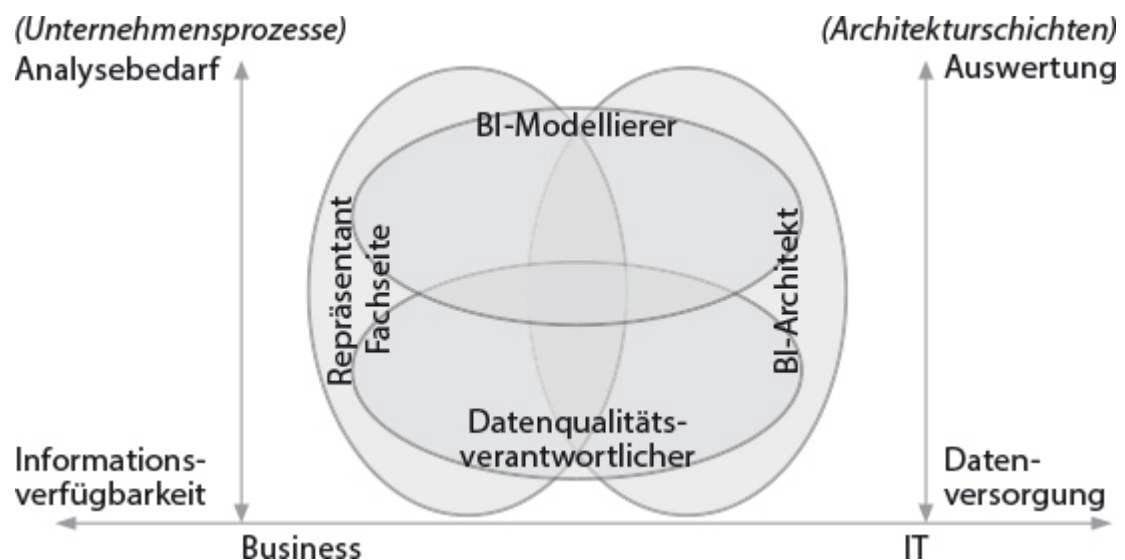 (Unternehmensprozesse)
Analysebedarf
(Architekturschichten)
Auswertung
BI-Modellierer
Repräsentant
Fachseite
BI-Architekt
Datenqualitäts-
verantwortlicher
Informations-
verfügbarkeit
Daten-
versorgung
Business
IT